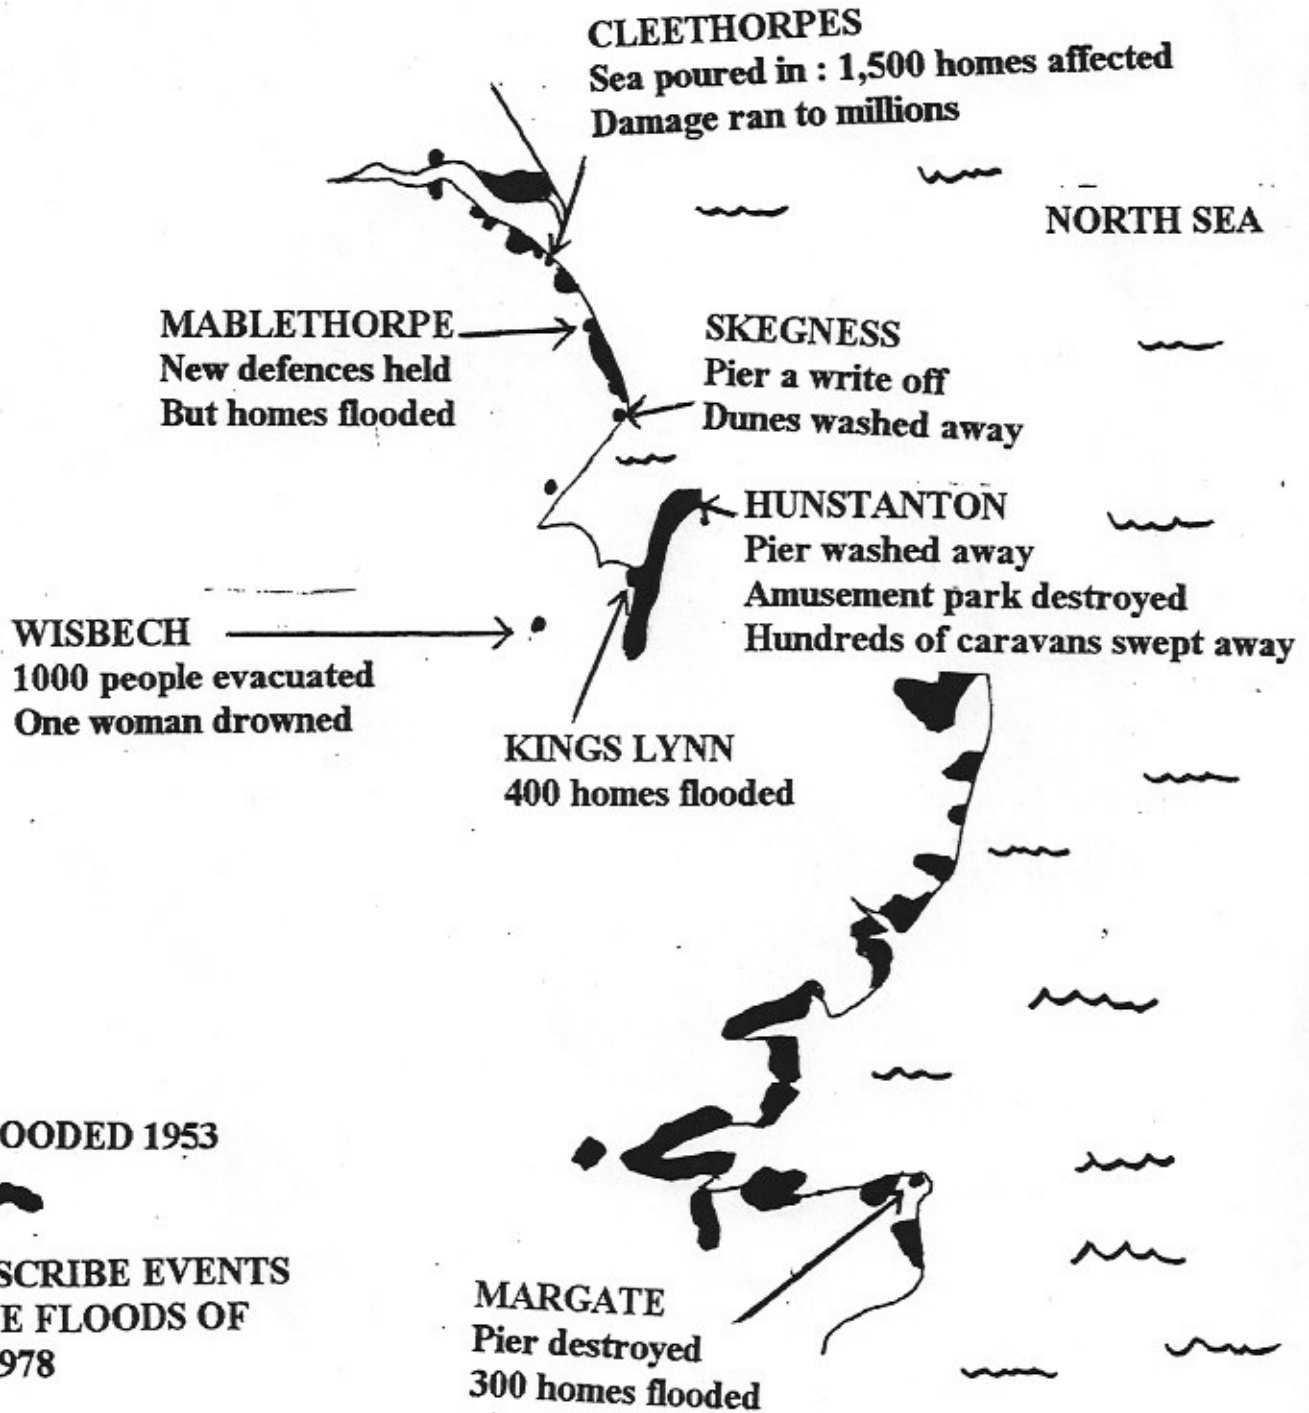 CLEETHORPES
Sea poured in : 1,500 homes affected
Damage ran to millions
NORTH SEA
MABLETHORPE
New defences held
But homes flooded
SKEGNESS
Pier a write off
Dunes washed away
HUNSTANTON
Pier washed away
Amusement park destroyed
Hundreds of caravans swept away
WISBECH
1000 people evacuated
One woman drowned
KINGS LYNN
400 homes flooded
OODED 1953
SCRIBE EVENTS
E FLOODS OF
978
MARGATE
Pier destroyed
300 homes flooded